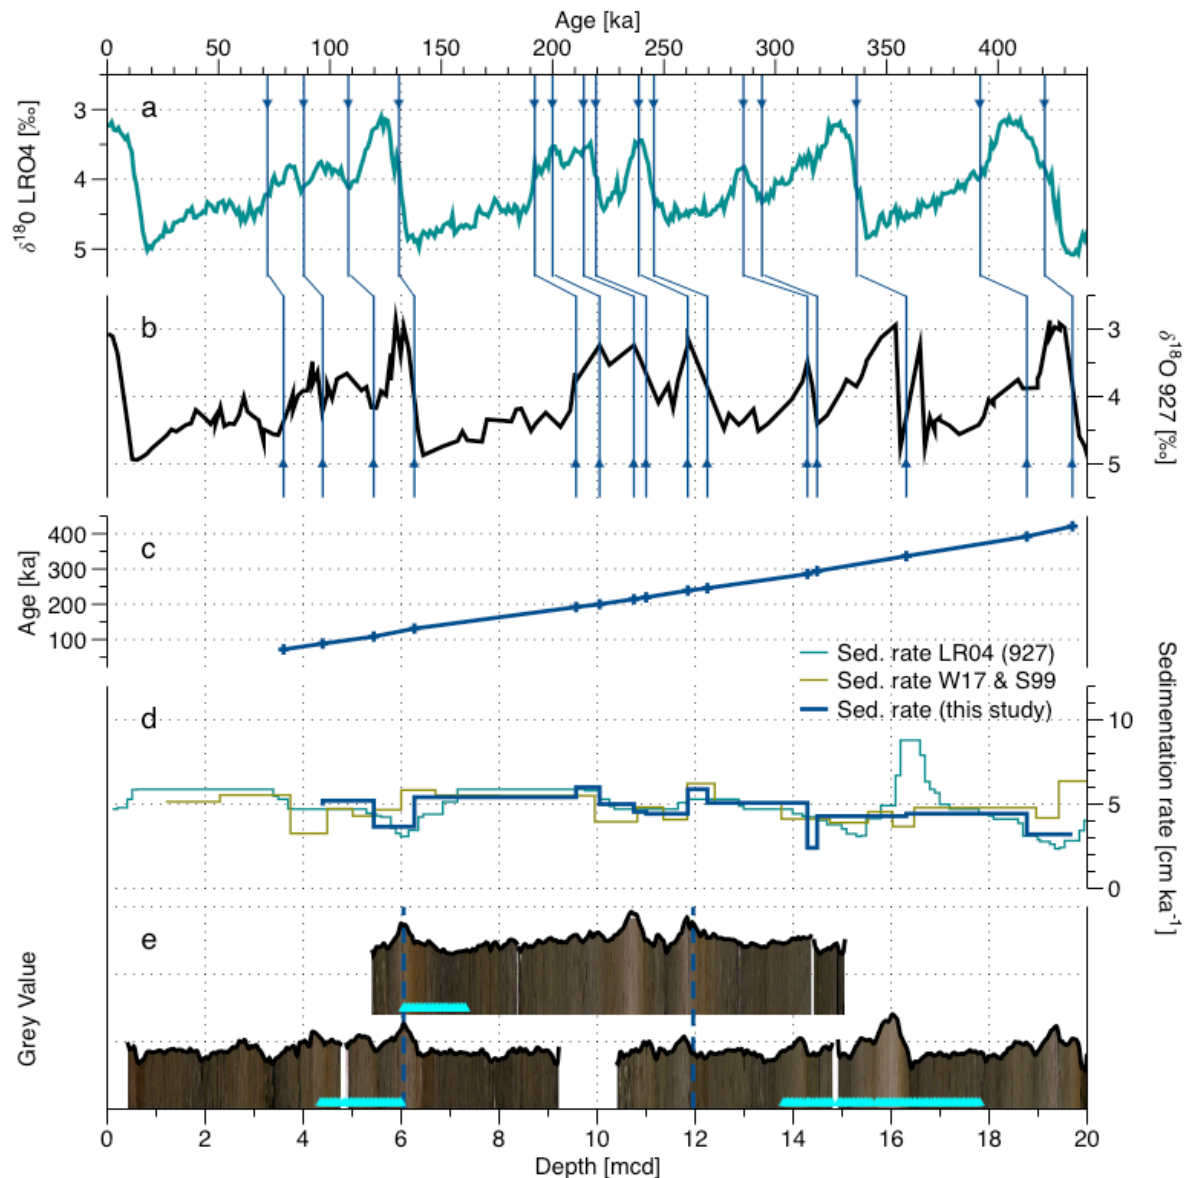 Age [ka]
0 50 100 150 200 250 300 350 400
a
δ¹⁸0 LRO4 [‰]
3
4
5
b
δ¹⁸O 927 [‰]
3
4
5
c
Age [ka]
400
300
200
100
Sed. rate LR04 (927)
Sed. rate W17 & S99
Sed. rate (this study)
d
Sedimentation rate [cm ka⁻¹]
10
5
0
e
Grey Value
0 2 4 6 8 10 12 14 16 18 20
Depth [mcd]